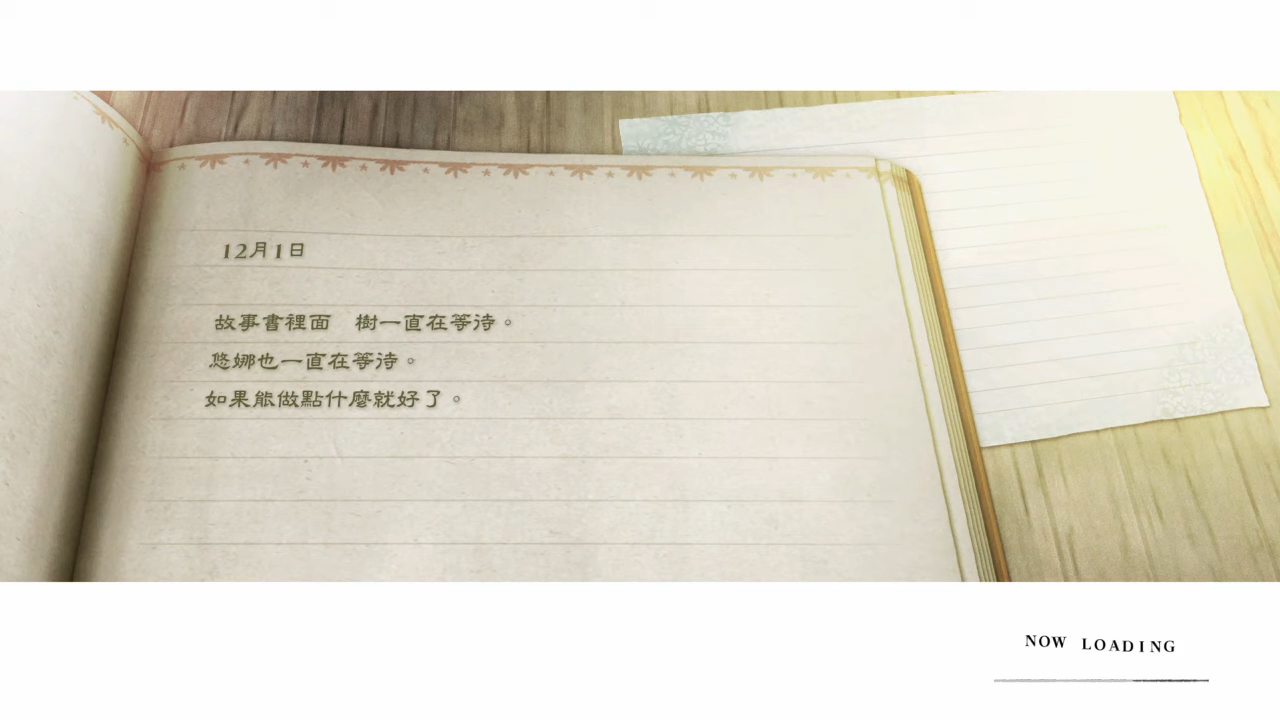 12月1日
故事書裡面　樹一直在等待。
悠娜也一直在等待。
如果能做點什麼就好了。
NOW LOADING